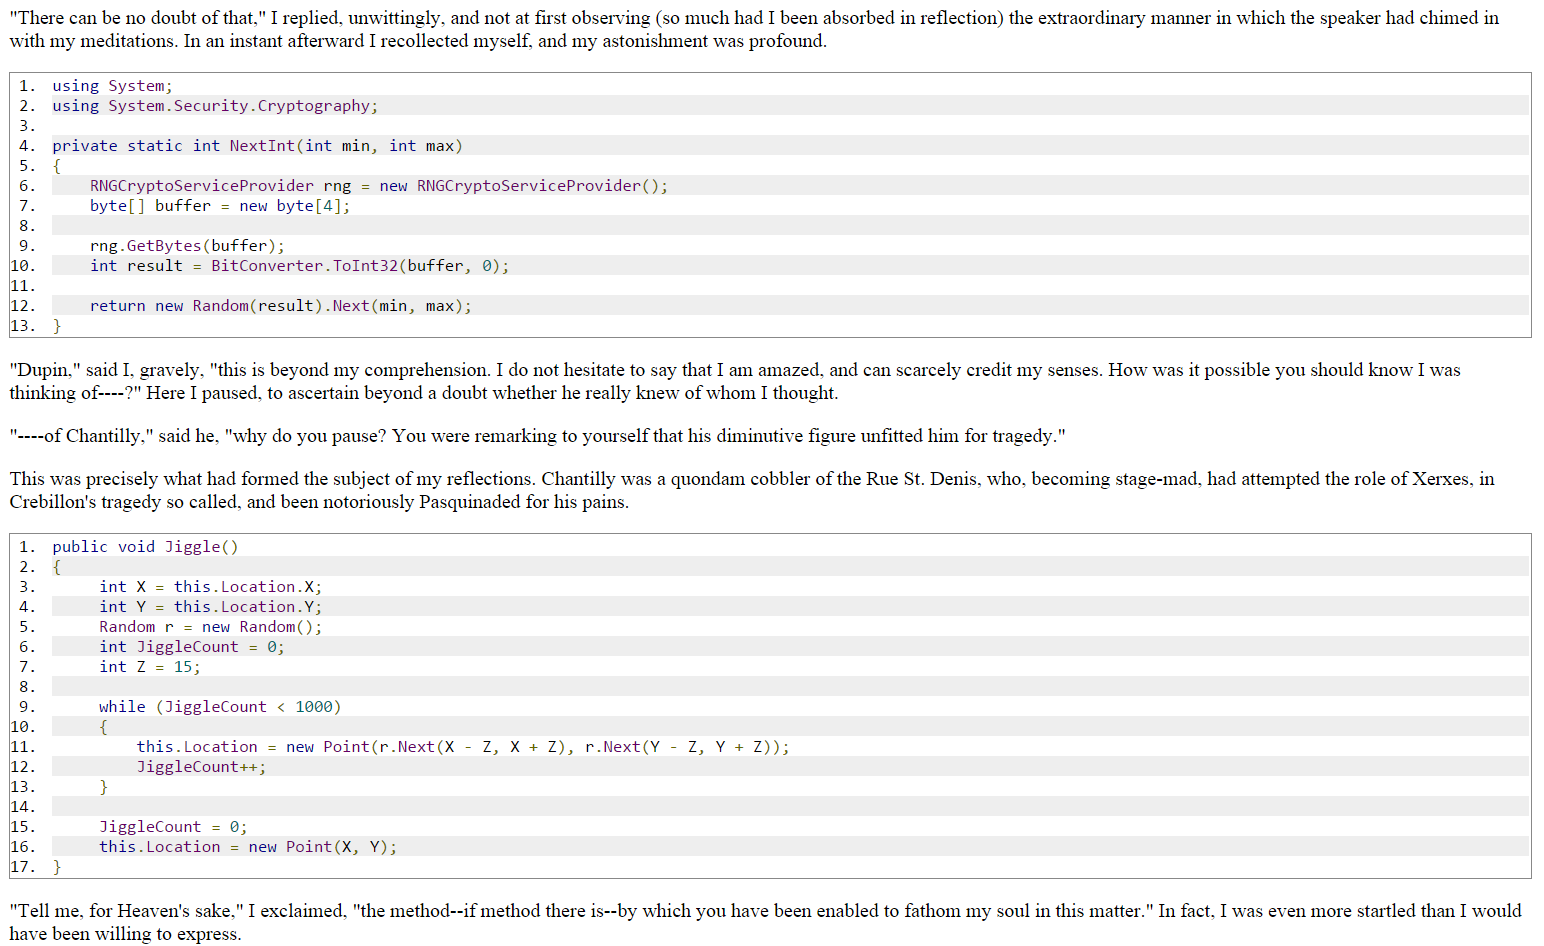 "There can be no doubt of that," I replied, unwittingly, and not at first observing (so much had I been absorbed in reflection) the extraordinary manner in which the speaker had chimed in
with my meditations. In an instant afterward I recollected myself, and my astonishment was profound.
1. using System;
2. using System.Security.Cryptography;
3.
4. private static int NextInt(int min, int max)
5. {
6.     RNGCryptoServiceProvider rng = new RNGCryptoServiceProvider();
7.     byte[] buffer = new byte[4];
8.
9.     rng.GetBytes(buffer);
10.     int result = BitConverter.ToInt32(buffer, 0);
11.
12.     return new Random(result).Next(min, max);
13. }
"Dupin," said I, gravely, "this is beyond my comprehension. I do not hesitate to say that I am amazed, and can scarcely credit my senses. How was it possible you should know I was
thinking of----?" Here I paused, to ascertain beyond a doubt whether he really knew of whom I thought.
"----of Chantilly," said he, "why do you pause? You were remarking to yourself that his diminutive figure unfitted him for tragedy."
This was precisely what had formed the subject of my reflections. Chantilly was a quondam cobbler of the Rue St. Denis, who, becoming stage-mad, had attempted the role of Xerxes, in
Crebillon's tragedy so called, and been notoriously Pasquinaded for his pains.
1. public void Jiggle()
2. {
3.      int X = this.Location.X;
4.      int Y = this.Location.Y;
5.      Random r = new Random();
6.      int JiggleCount = 0;
7.      int Z = 15;
8.
9.      while (JiggleCount < 1000)
10.      {
11.          this.Location = new Point(r.Next(X - Z, X + Z), r.Next(Y - Z, Y + Z));
12.          JiggleCount++;
13.      }
14.
15.      JiggleCount = 0;
16.      this.Location = new Point(X, Y);
17. }
"Tell me, for Heaven's sake," I exclaimed, "the method--if method there is--by which you have been enabled to fathom my soul in this matter." In fact, I was even more startled than I would
have been willing to express.